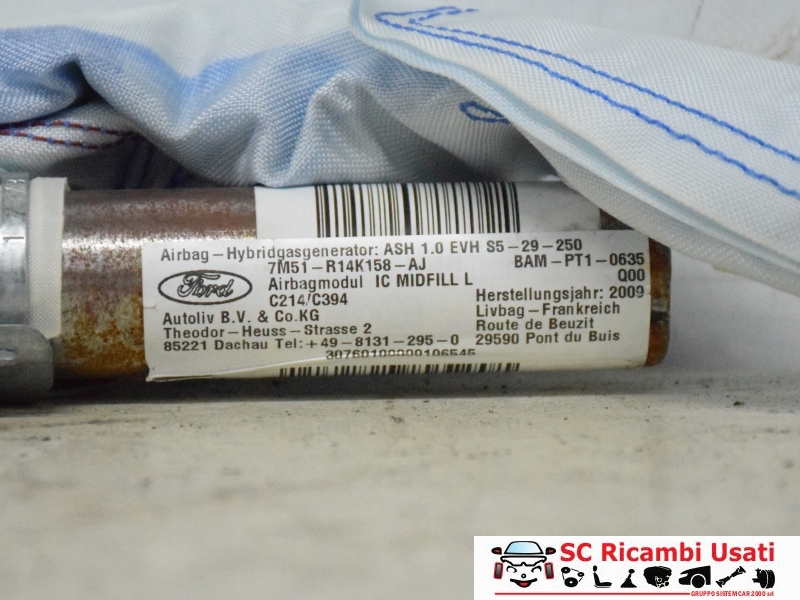 Airbag-Hybridgasgenerator: ASH 1.0 EVH S5-29-250
7M51-R14K158-AJ BAM-PT1-0635
Ford Airbagmodul IC MIDFILL L Q00
C214/C394 Herstellungsjahr: 2009
Autoliv B.V. & Co.KG Livbag-Frankreich
Theodor-Heuss-Strasse 2 Route de Beuzit
85221 Dachau Tel:+49-8131-295-0 29590 Pont du Buis
SC Ricambi Usati
GRUPPO SISTEMCAR 2000 srl